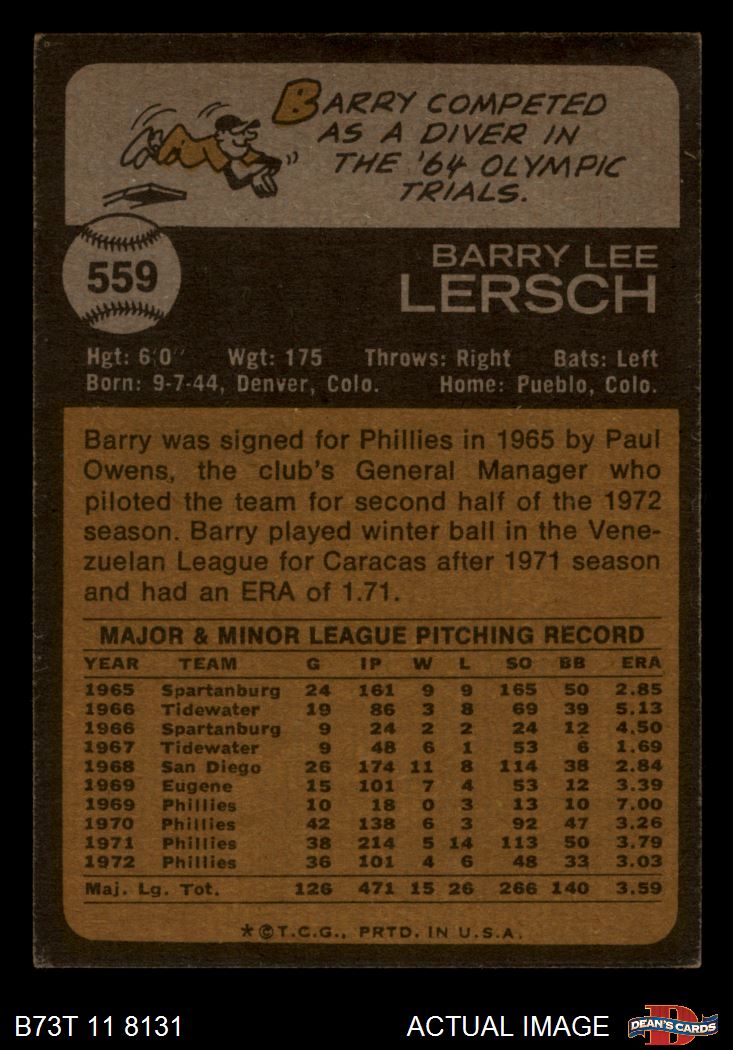 BARRY COMPETED
AS A DIVER IN
THE '64 OLYMPIC
TRIALS.
559
BARRY LEE
LERSCH
Hgt: 6'0" Wgt: 175 Throws: Right Bats: Left
Born: 9-7-44, Denver, Colo. Home: Pueblo, Colo.
Barry was signed for Phillies in 1965 by Paul
Owens, the club's General Manager who
piloted the team for second half of the 1972
season. Barry played winter ball in the Vene-
zuelan League for Caracas after 1971 season
and had an ERA of 1.71.
MAJOR & MINOR LEAGUE PITCHING RECORD
YEAR TEAM G IP W L SO BB ERA
1965 Spartanburg 24 161 9 9 165 50 2.85
1966 Tidewater 19 86 3 8 69 39 5.13
1966 Spartanburg 9 24 2 2 24 12 4.50
1967 Tidewater 9 48 6 1 53 6 1.69
1968 San Diego 26 174 11 8 114 38 2.84
1969 Eugene 15 101 7 4 53 12 3.39
1969 Phillies 10 18 0 3 13 10 7.00
1970 Phillies 42 138 6 3 92 47 3.26
1971 Phillies 38 214 5 14 113 50 3.79
1972 Phillies 36 101 4 6 48 33 3.03
Maj. Lg. Tot. 126 471 15 26 266 140 3.59
*©T.C.G., PRTD. IN U.S.A.
B73T 11 8131 ACTUAL IMAGE D DEAN'S CARDS